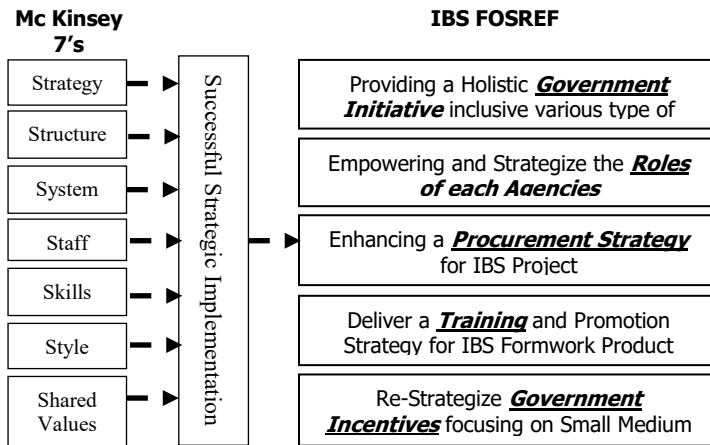 Mc Kinsey
7's
Strategy
Structure
System
Staff
Skills
Style
Shared
Values
Successful Strategic Implementation
IBS FOSREF
Providing a Holistic Government
Initiative inclusive various type of
Empowering and Strategize the Roles
of each Agencies
Enhancing a Procurement Strategy
for IBS Project
Deliver a Training and Promotion
Strategy for IBS Formwork Product
Re-Strategize Government
Incentives focusing on Small Medium